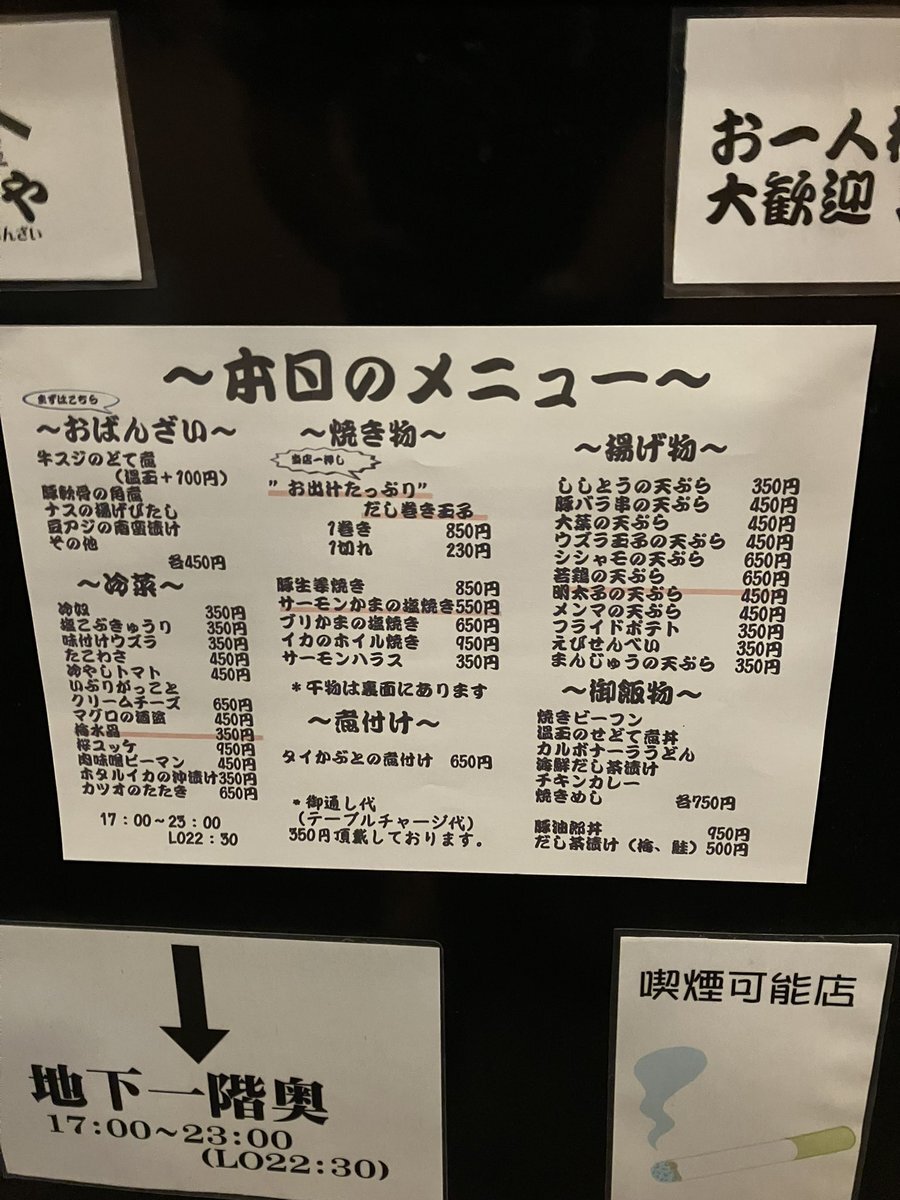 や
んざい
お一人様
大歓迎
～本日のメニュー～
まずはこちら
～おばんざい～
牛スジのどて煮
(温玉+100円)
豚軟骨の角煮
ナスの揚げびたし
豆アジの南蛮漬け
その他
各450円
～冷菜～
冷奴 350円
塩こぶきゅうり 350円
味付けウズラ 350円
たこわさ 450円
冷やしトマト 450円
いぶりがっこと
クリームチーズ 650円
マグロの酒盗 450円
梅水晶 350円
桜ユッケ 950円
肉味噌ピーマン 450円
ホタルイカの沖漬け 350円
カツオのたたき 650円
17:00~23:00
LO22:30
～焼き物～
当店一押し
"お出汁たっぷり"
だし巻き玉子
1巻き 850円
1切れ 230円
豚生姜焼き 850円
サーモンかまの塩焼き 550円
ブリかまの塩焼き 650円
イカのホイル焼き 950円
サーモンハラス 350円
*干物は裏面にあります
～煮付け～
タイかぶとの煮付け 650円
*御通し代
(テーブルチャージ代)
350円頂戴しております。
～揚げ物～
ししとうの天ぷら 350円
豚バラ串の天ぷら 450円
大葉の天ぷら 450円
ウズラ玉子の天ぷら 450円
シシャモの天ぷら 650円
若鶏の天ぷら 650円
明太子の天ぷら 450円
メンマの天ぷら 450円
フライドポテト 350円
えびせんべい 350円
まんじゅうの天ぷら 350円
～御飯物～
焼きビーフン
温玉のせどて煮丼
カルボナーラうどん
海鮮だし茶漬け
チキンカレー
焼きめし 各750円
豚油郎丼 950円
だし茶漬け(梅、鮭) 500円
地下一階奥
17:00~23:00
(LO22:30)
喫煙可能店